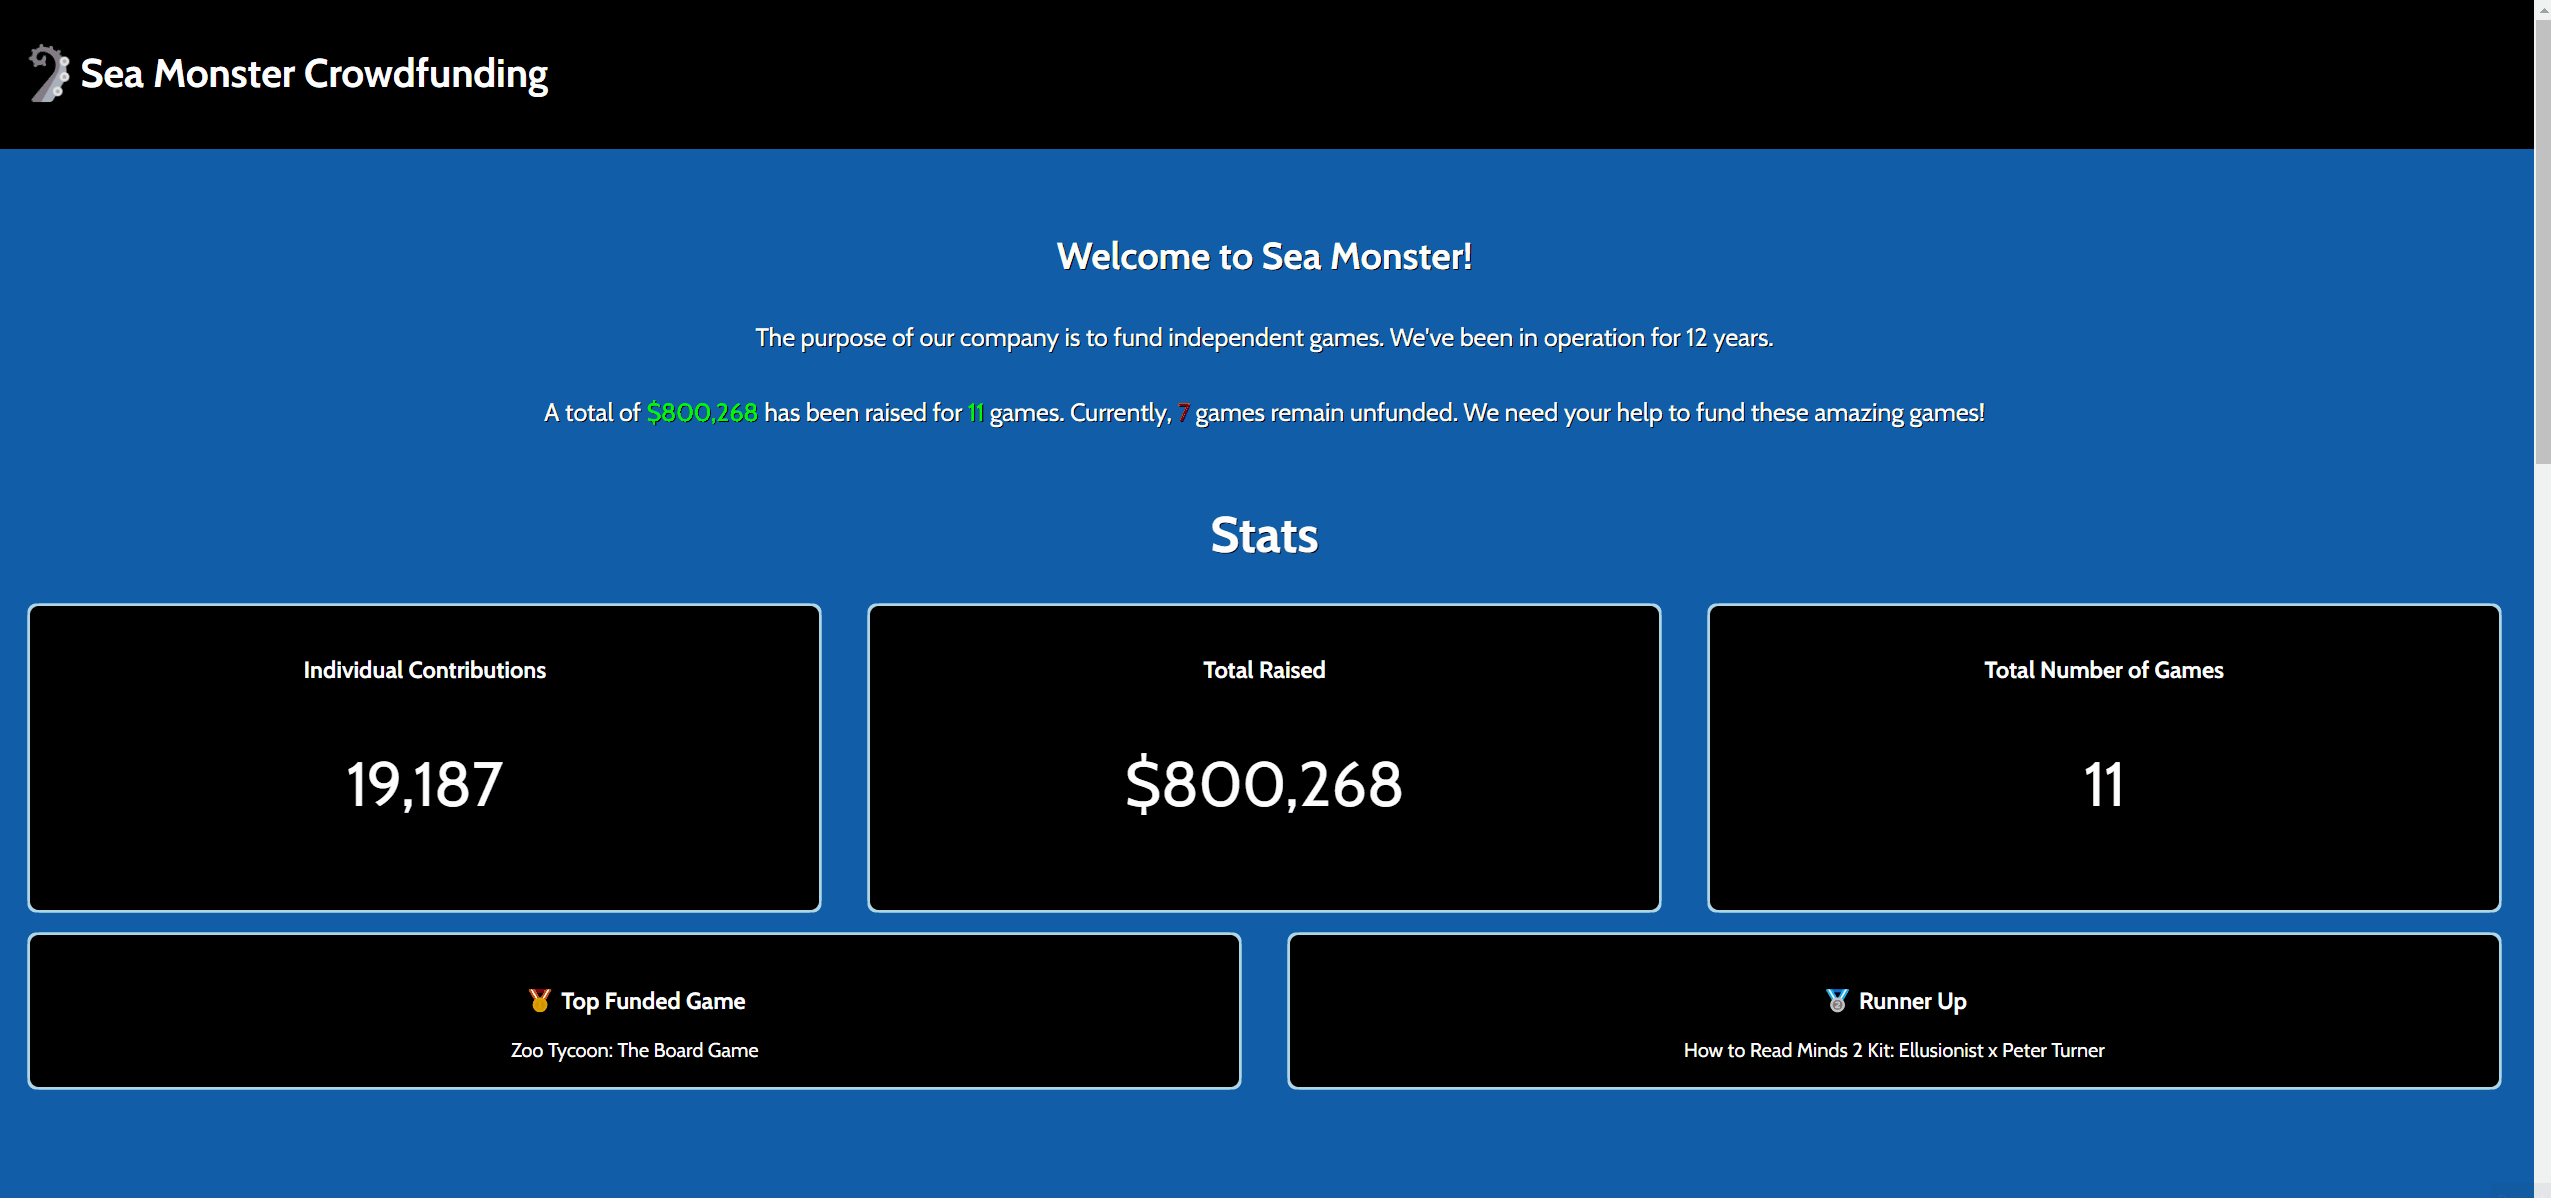 Sea Monster Crowdfunding
Welcome to Sea Monster!
The purpose of our company is to fund independent games. We've been in operation for 12 years.
A total of $800,268 has been raised for 11 games. Currently, 7 games remain unfunded. We need your help to fund these amazing games!
Stats
Individual Contributions
19,187
Total Raised
$800,268
Total Number of Games
11
🥇 Top Funded Game
Zoo Tycoon: The Board Game
🥈 Runner Up
How to Read Minds 2 Kit: Ellusionist x Peter Turner